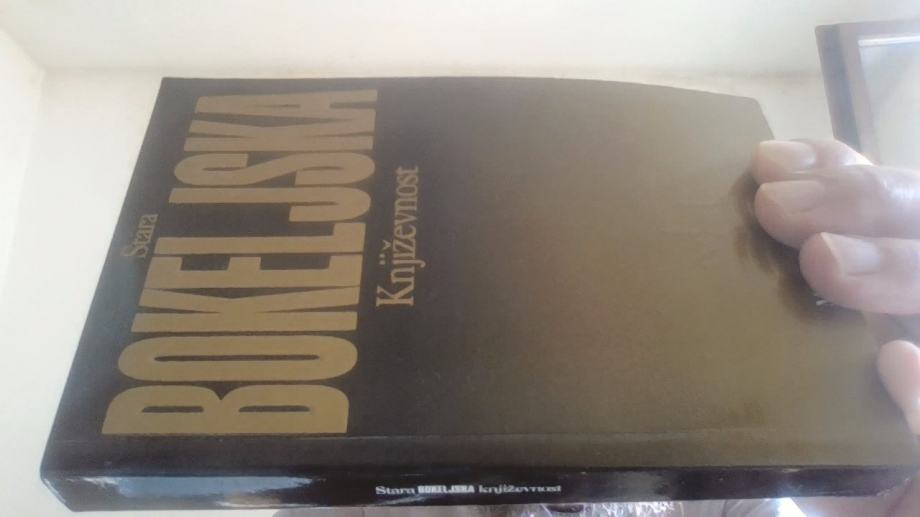 Stara
BOKELJSKA
Književnost
Stara BOKELJSKA književnost